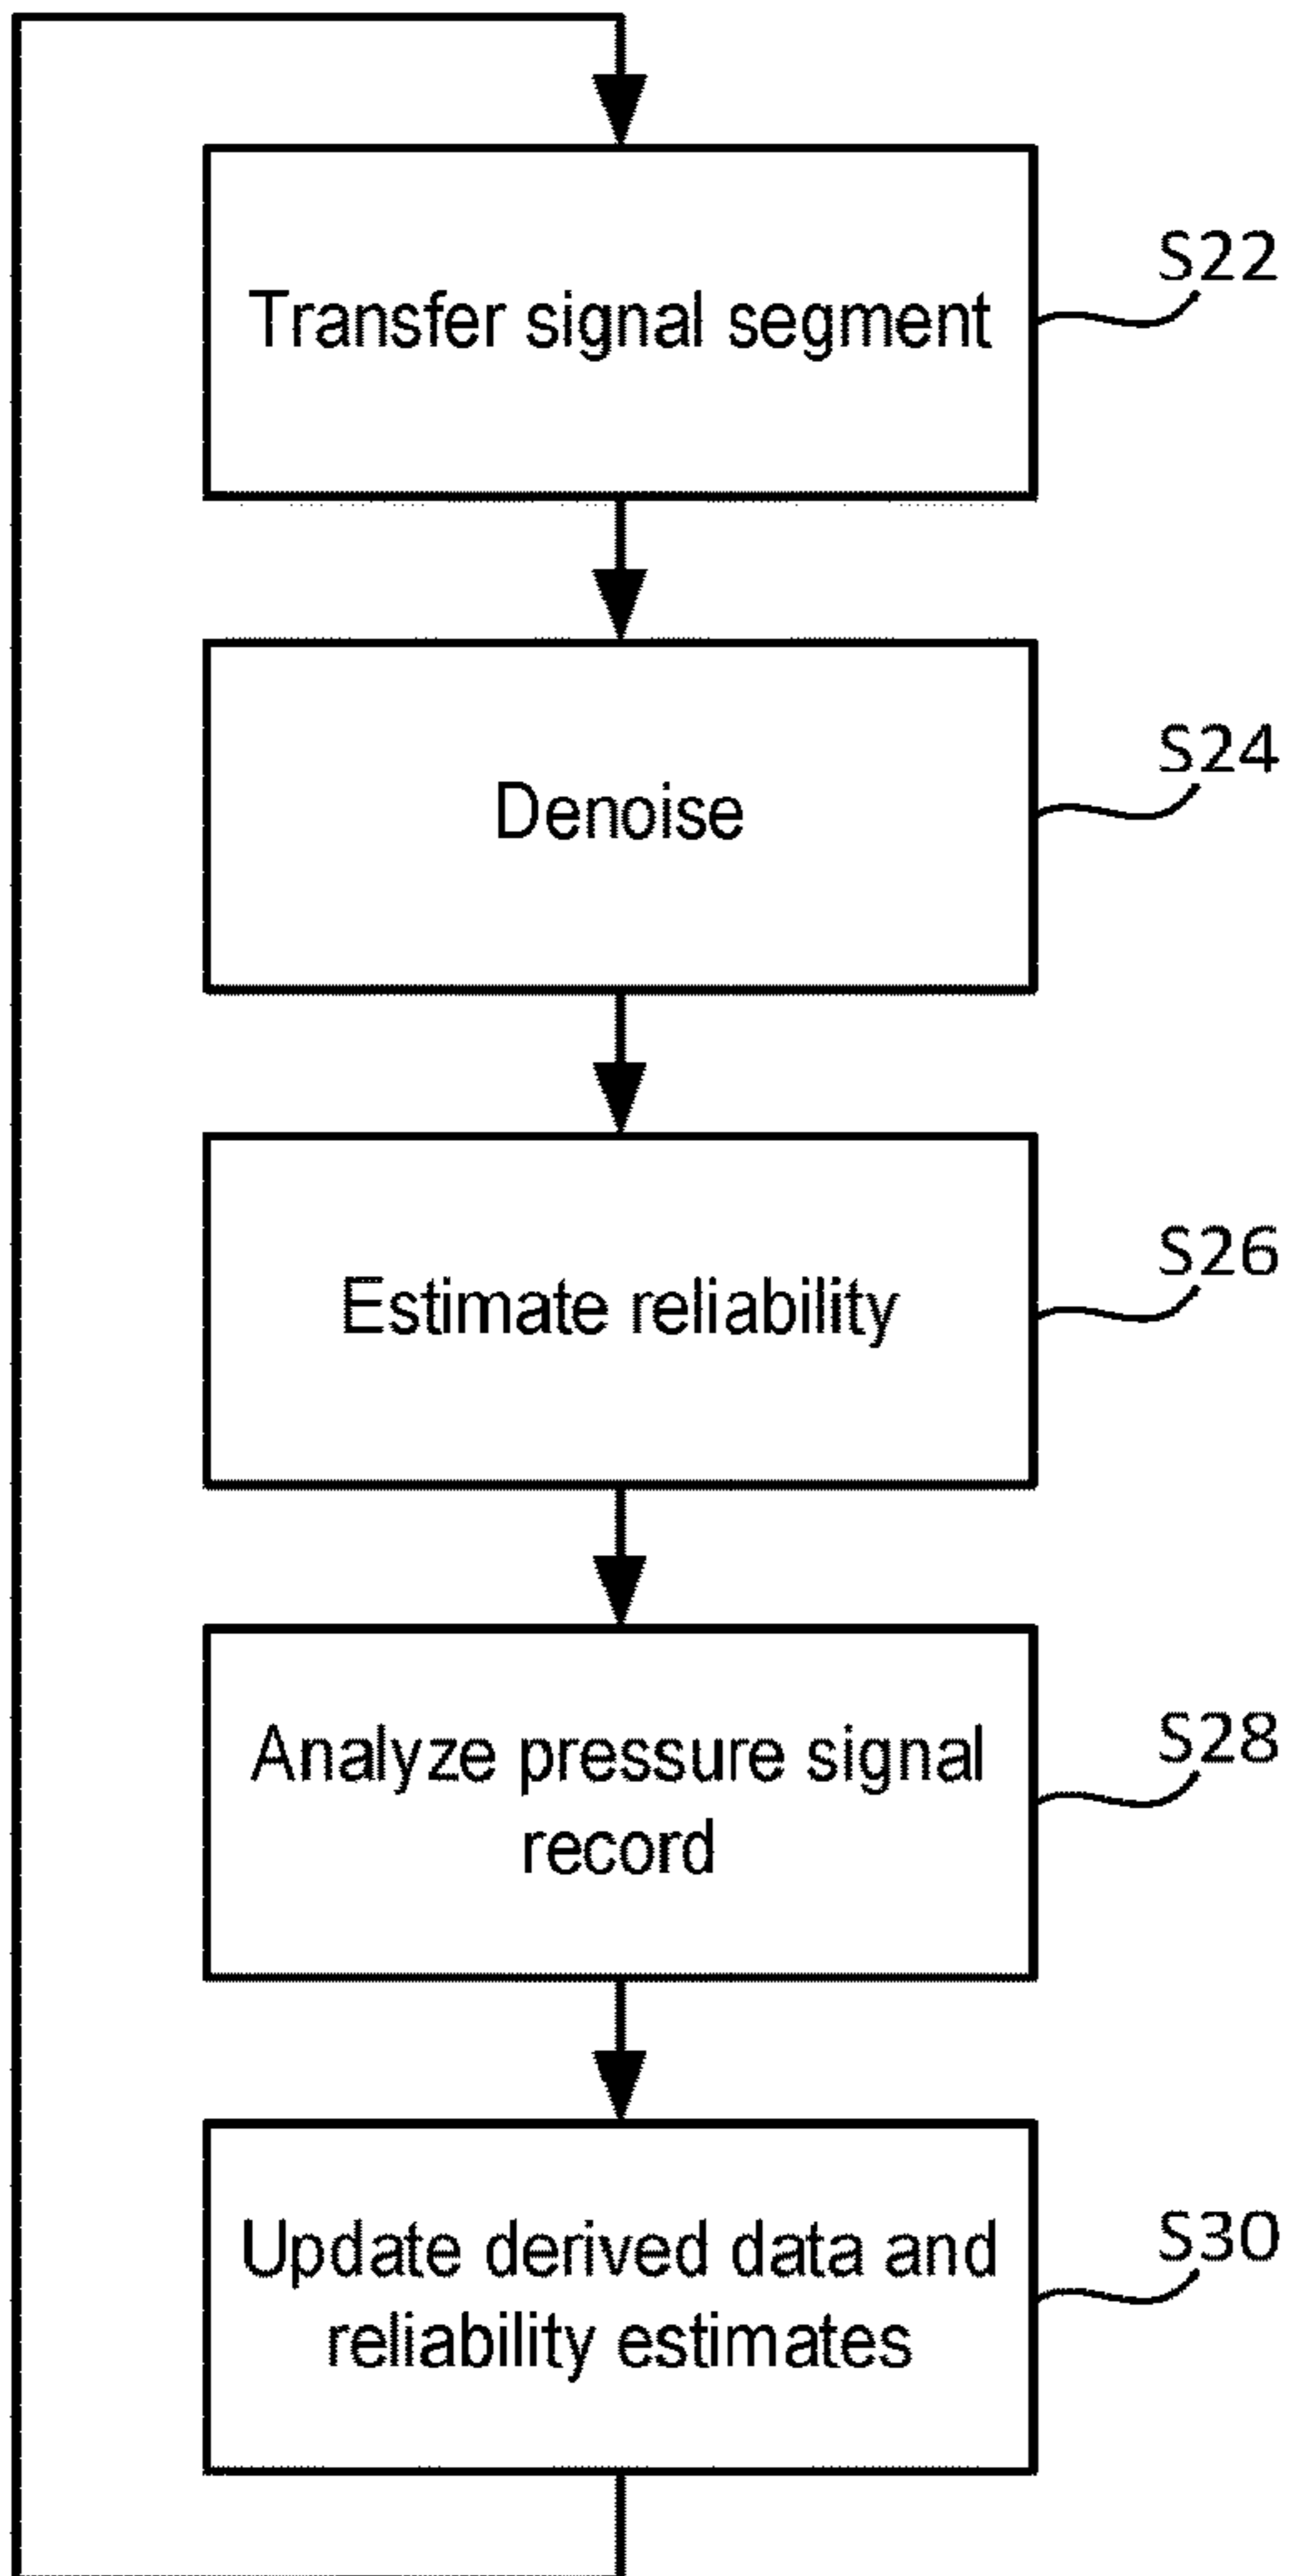 S22
Transfer signal segment
S24
Denoise
S26
Estimate reliability
S28
Analyze pressure signal
record
S30
Update derived data and
reliability estimates